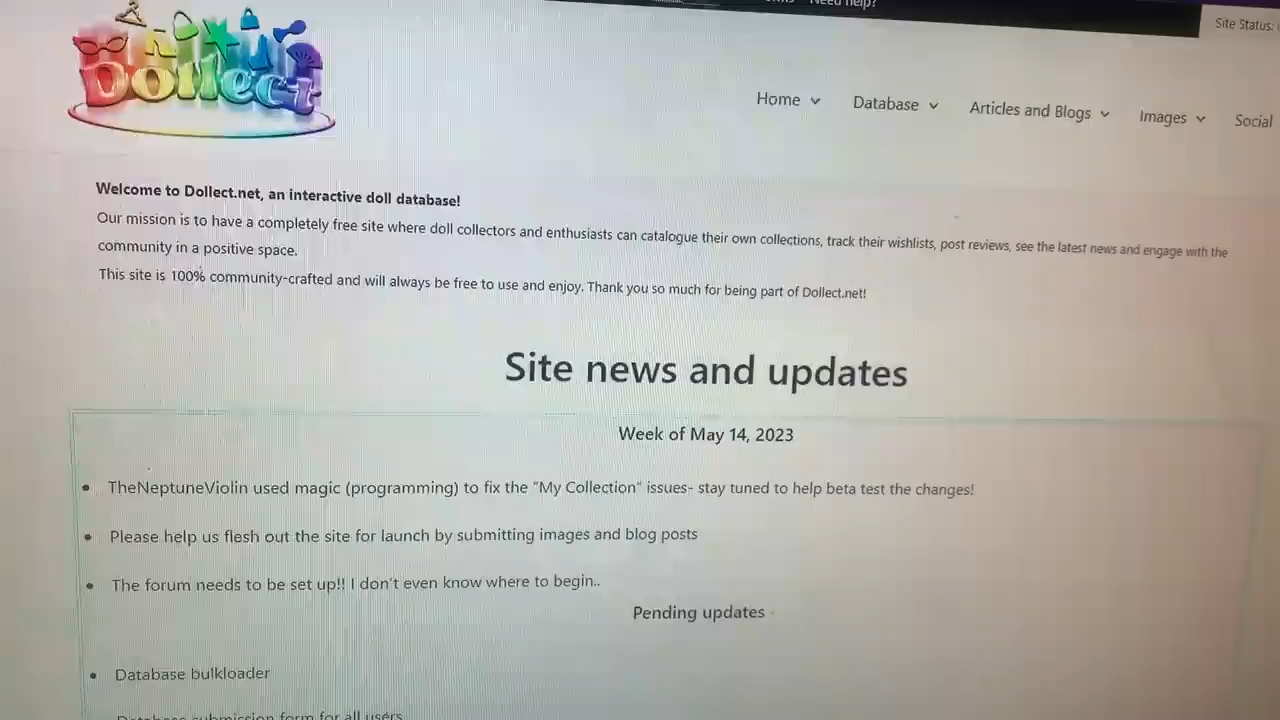 Need help?
Site Status:
Dollect
Home
Database
Articles and Blogs
Images
Social
Welcome to Dollect.net, an interactive doll database!
Our mission is to have a completely free site where doll collectors and enthusiasts can catalogue their own collections, track their wishlists, post reviews, see the latest news and engage with the
community in a positive space.
This site is 100% community-crafted and will always be free to use and enjoy. Thank you so much for being part of Dollect.net!
Site news and updates
Week of May 14, 2023
• TheNeptuneViolin used magic (programming) to fix the "My Collection" issues- stay tuned to help beta test the changes!
• Please help us flesh out the site for launch by submitting images and blog posts
• The forum needs to be set up!! I don't even know where to begin..
Pending updates
• Database bulkloader
Database submission form for all users